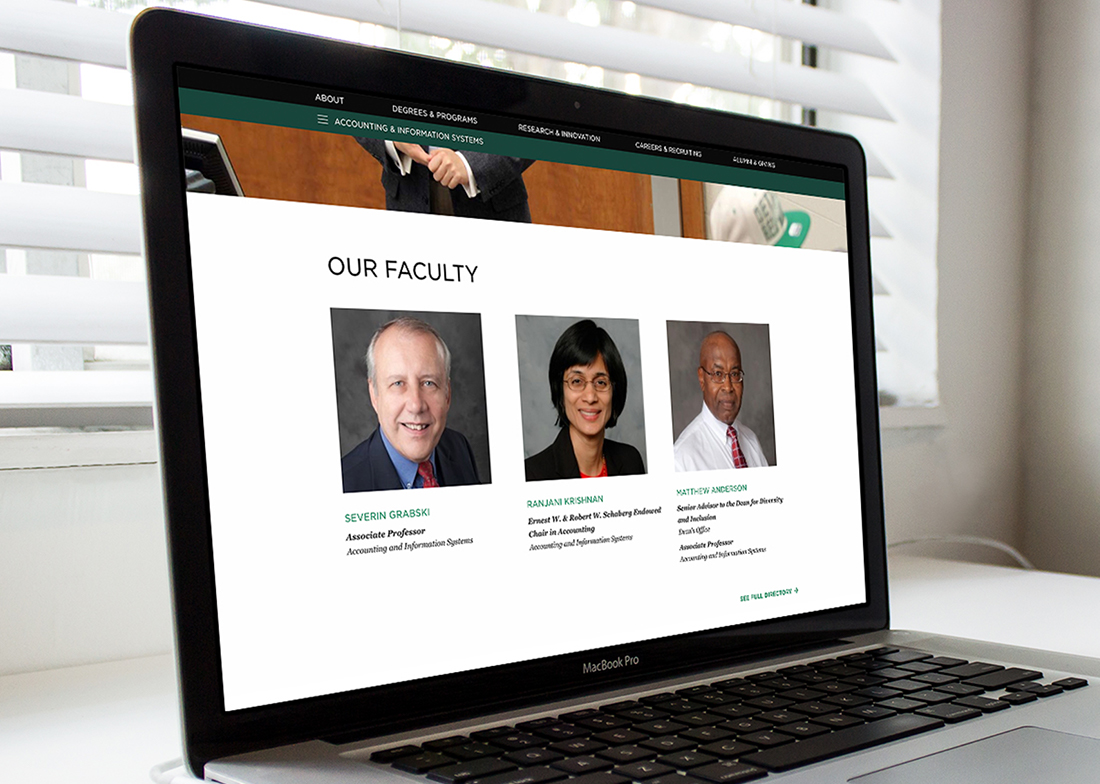 ABOUT
DEGREES & PROGRAMS
RESEARCH & INNOVATION
CAREERS & RECRUITING
ALUMNI & GIVING
ACCOUNTING & INFORMATION SYSTEMS
OUR FACULTY
SEVERIN GRABSKI
Associate Professor
Accounting and Information Systems
RANJANI KRISHNAN
Ernest W. & Robert W. Schaberg Endowed
Chair in Accounting
Accounting and Information Systems
MATTHEW ANDERSON
Senior Advisor to the Dean for Diversity
and Inclusion
Dean's Office
Associate Professor
Accounting and Information Systems
SEE FULL DIRECTORY →
MacBook Pro